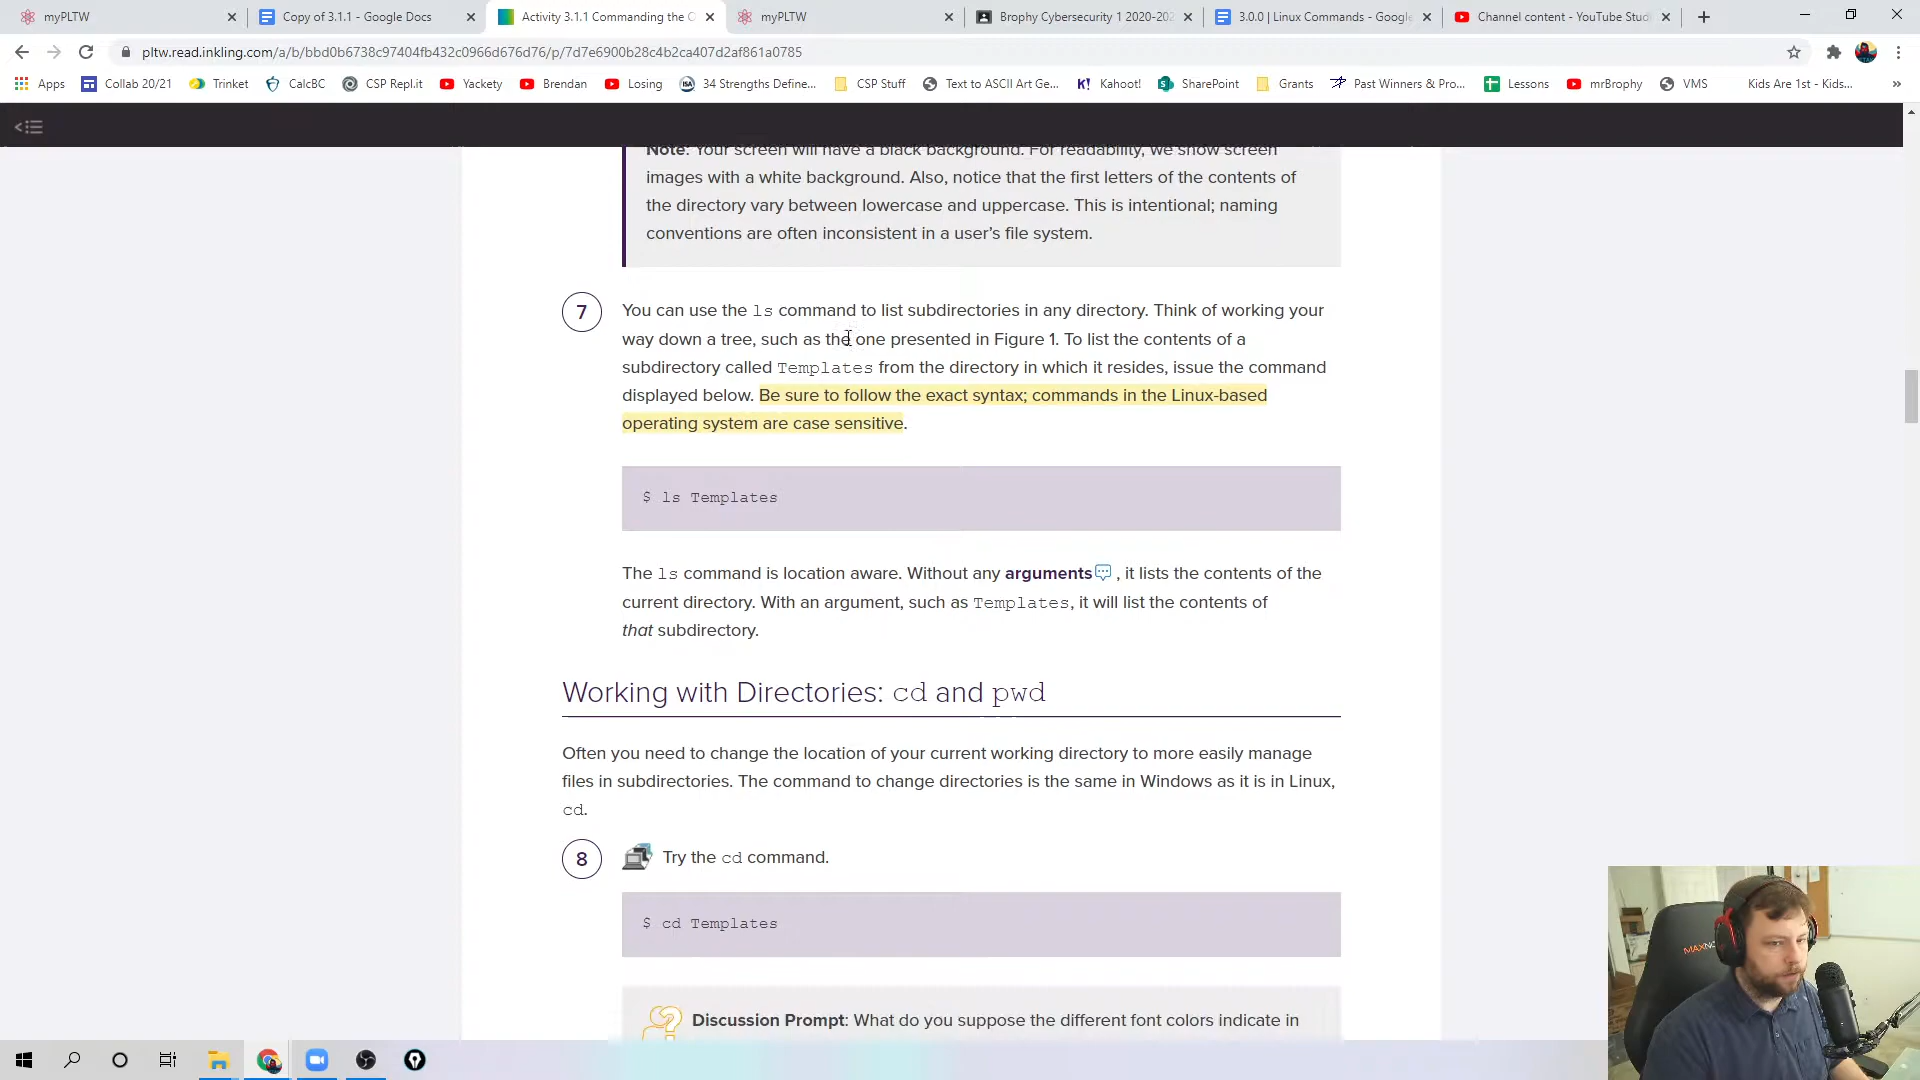 myPLTW
Copy of 3.1.1 - Google Docs
Activity 3.1.1 Commanding the O
myPLTW
Brophy Cybersecurity 1 2020-202
3.0.0 | Linux Commands - Google
Channel content - YouTube Stud
pltw.read.inkling.com/a/b/bbd0b6738c97404fb432c0966d676d76/p/7d7e6900b28c4b2ca407d2af861a0785
Apps
Collab 20/21
Trinket
CalcBC
CSP Repl.it
Yackety
Brendan
Losing
34 Strengths Define...
CSP Stuff
Text to ASCII Art Ge...
Kahoot!
SharePoint
Grants
Past Winners & Pro...
Lessons
mrBrophy
VMS
Kids Are 1st - Kids...
Note: Your screen will have a black background. For readability, we show screen
images with a white background. Also, notice that the first letters of the contents of
the directory vary between lowercase and uppercase. This is intentional; naming
conventions are often inconsistent in a user's file system.
7
You can use the ls command to list subdirectories in any directory. Think of working your
way down a tree, such as the one presented in Figure 1. To list the contents of a
subdirectory called Templates from the directory in which it resides, issue the command
displayed below. Be sure to follow the exact syntax; commands in the Linux-based
operating system are case sensitive.
$ ls Templates
The ls command is location aware. Without any arguments, it lists the contents of the
current directory. With an argument, such as Templates, it will list the contents of
that subdirectory.
Working with Directories: cd and pwd
Often you need to change the location of your current working directory to more easily manage
files in subdirectories. The command to change directories is the same in Windows as it is in Linux,
cd.
8
Try the cd command.
$ cd Templates
Discussion Prompt: What do you suppose the different font colors indicate in